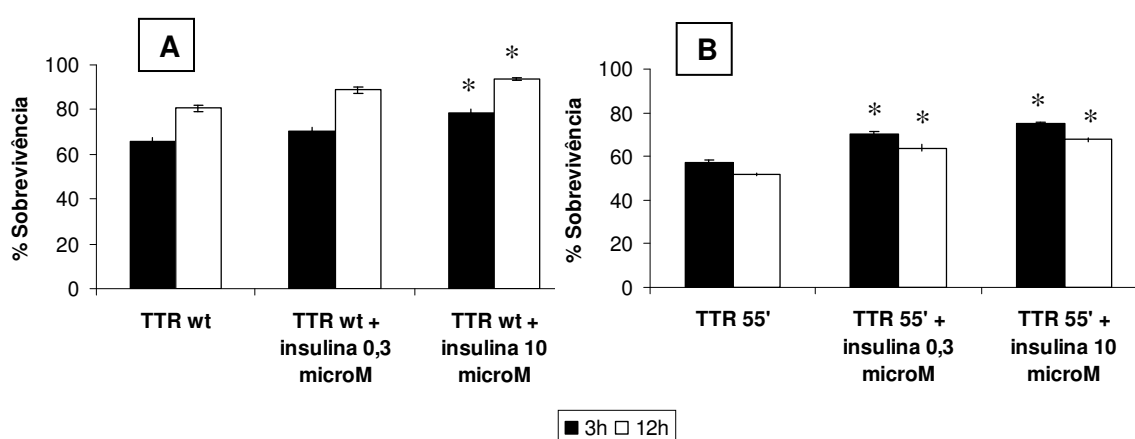 A
% Sobrevivência
100
80
60
40
20
0
*
*
TTR wt
TTR wt +
insulina 0,3
microM
TTR wt +
insulina 10
microM
B
% Sobrevivência
100
80
60
40
20
0
*
*
*
*
TTR 55'
TTR 55' +
insulina 0,3
microM
TTR 55' +
insulina 10
microM
3h 12h